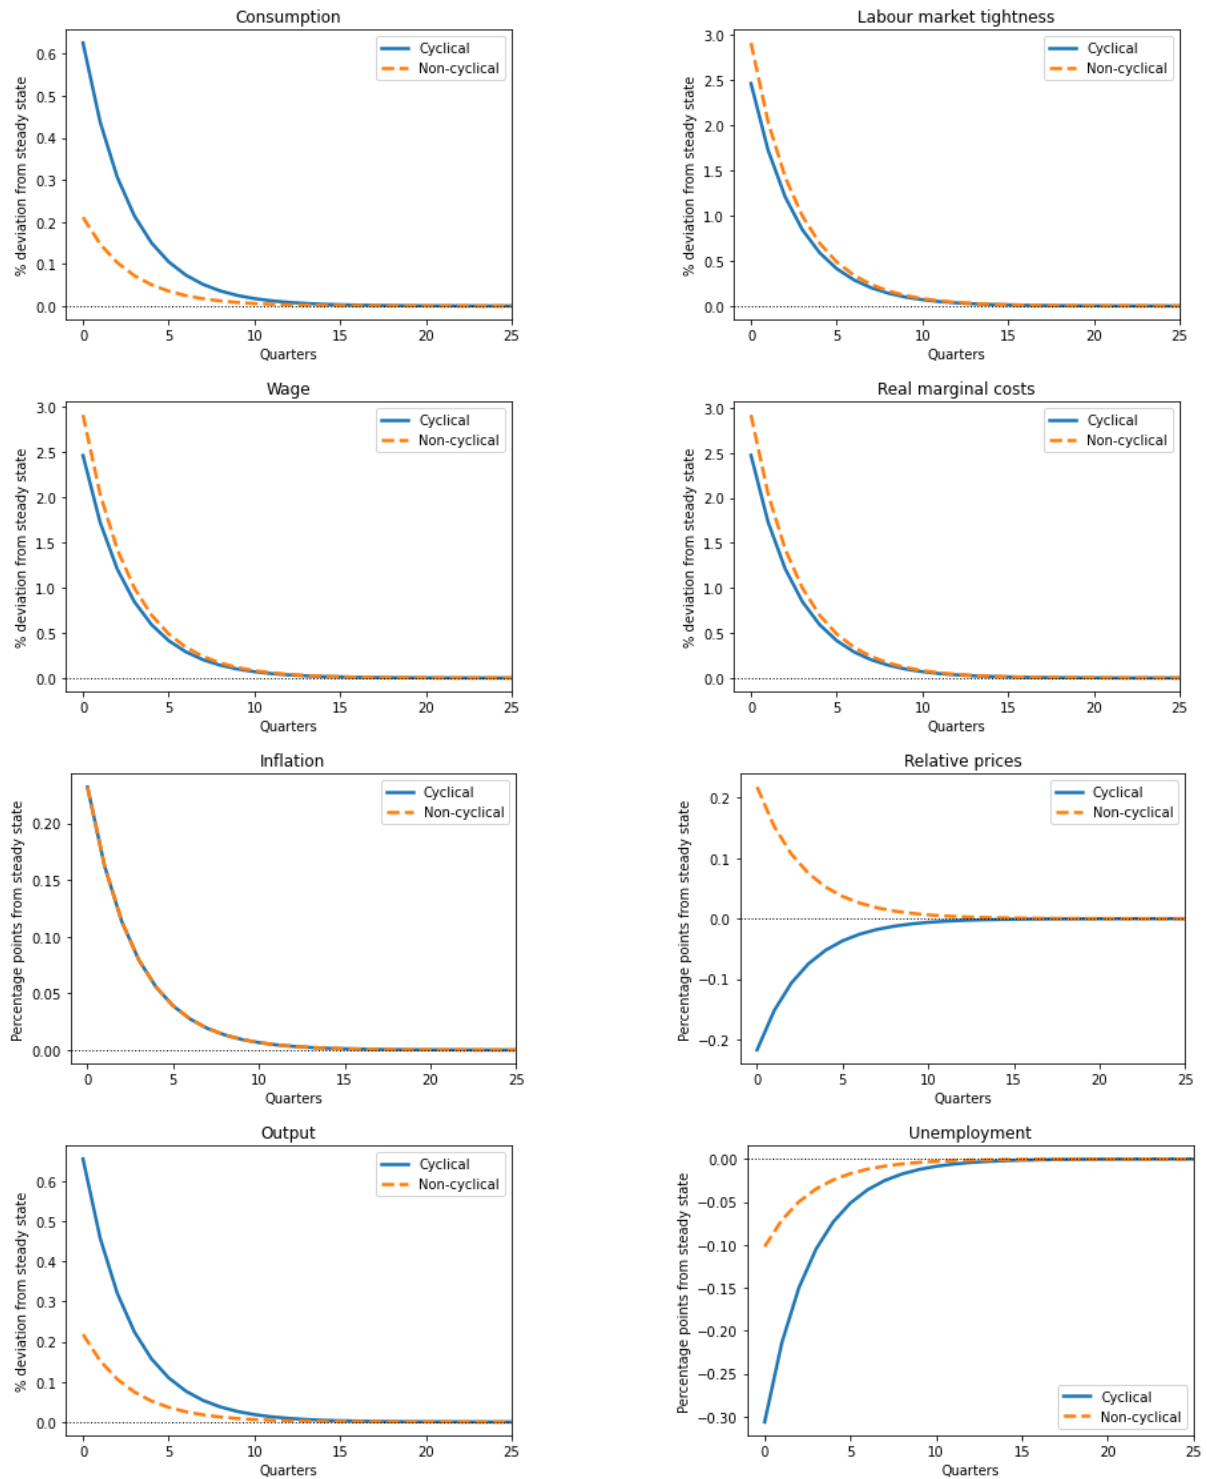 Consumption
% deviation from steady state
0.6
0.5
0.4
0.3
0.2
0.1
0.0
Cyclical
Non-cyclical
0 5 10 15 20 25
Quarters
Labour market tightness
% deviation from steady state
3.0
2.5
2.0
1.5
1.0
0.5
0.0
Cyclical
Non-cyclical
0 5 10 15 20 25
Quarters
Wage
% deviation from steady state
3.0
2.5
2.0
1.5
1.0
0.5
0.0
Cyclical
Non-cyclical
0 5 10 15 20 25
Quarters
Real marginal costs
% deviation from steady state
3.0
2.5
2.0
1.5
1.0
0.5
0.0
Cyclical
Non-cyclical
0 5 10 15 20 25
Quarters
Inflation
Percentage points from steady state
0.20
0.15
0.10
0.05
0.00
Cyclical
Non-cyclical
0 5 10 15 20 25
Quarters
Relative prices
Percentage points from steady state
0.2
0.1
0.0
−0.1
−0.2
Cyclical
Non-cyclical
0 5 10 15 20 25
Quarters
Output
% deviation from steady state
0.6
0.5
0.4
0.3
0.2
0.1
0.0
Cyclical
Non-cyclical
0 5 10 15 20 25
Quarters
Unemployment
Percentage points from steady state
0.00
−0.05
−0.10
−0.15
−0.20
−0.25
−0.30
Cyclical
Non-cyclical
0 5 10 15 20 25
Quarters